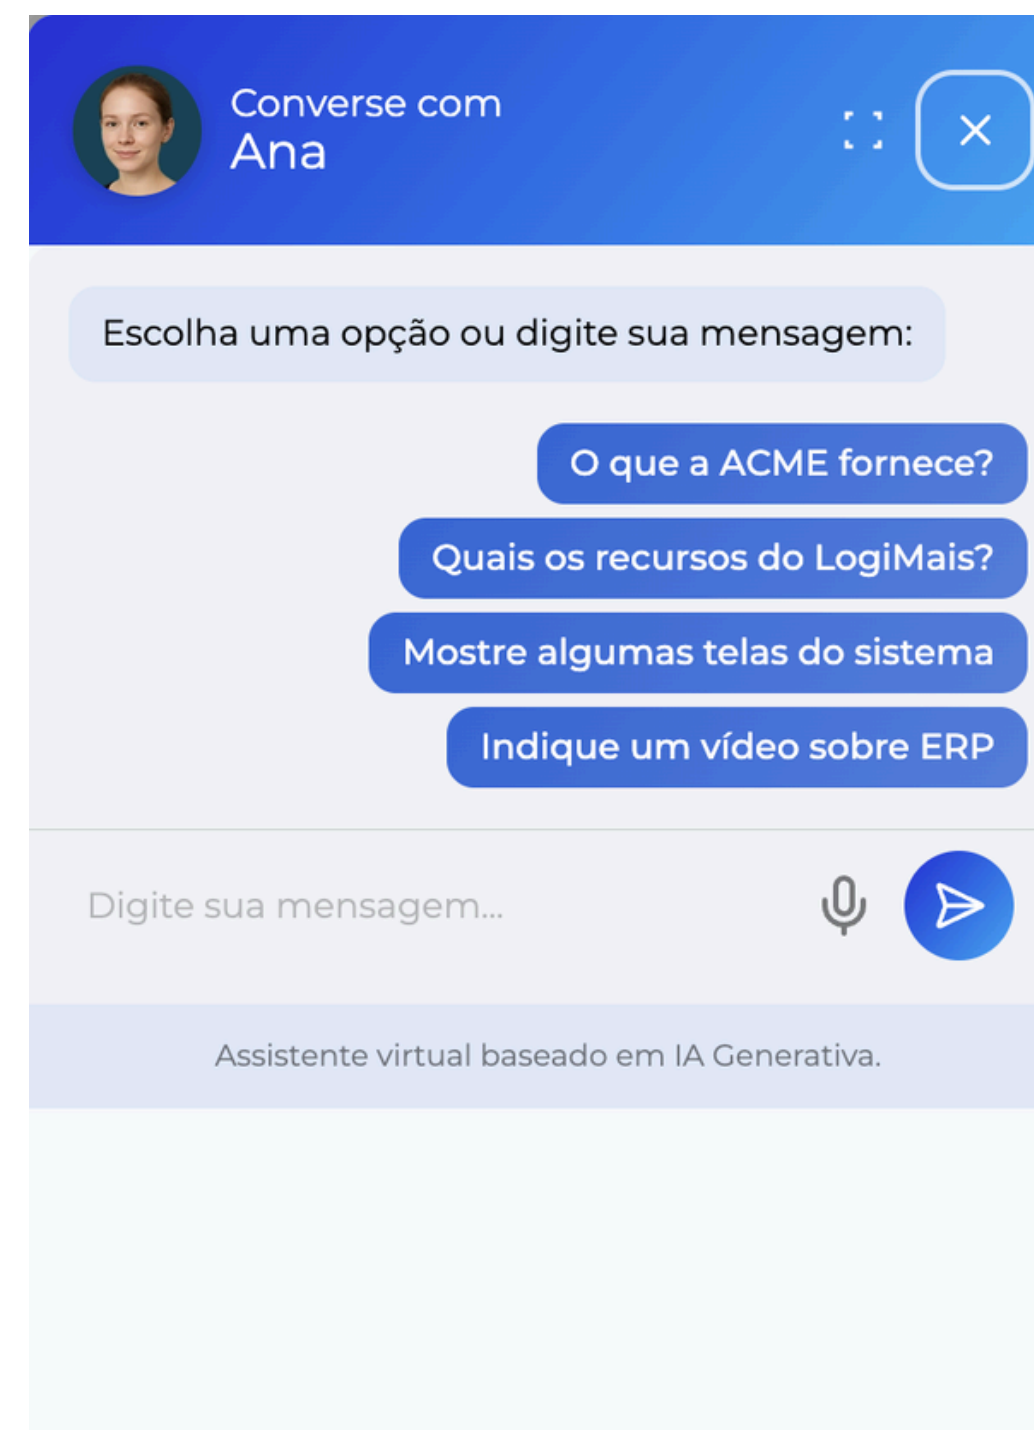 Converse com
Ana
Escolha uma opção ou digite sua mensagem:
O que a ACME fornece?
Quais os recursos do LogiMais?
Mostre algumas telas do sistema
Indique um vídeo sobre ERP
Digite sua mensagem...
Assistente virtual baseado em IA Generativa.